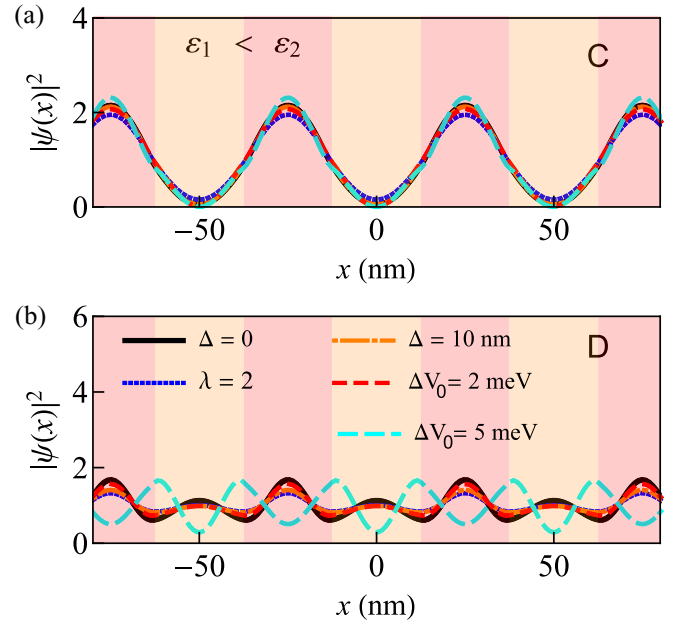 (a)
ε1 < ε2
C
4
2
0
|ψ(x)|²
−50 0 50
x (nm)
(b)
6
4
2
0
|ψ(x)|²
D
Δ = 0 Δ = 10 nm
λ = 2 ΔV0= 2 meV
ΔV0= 5 meV
−50 0 50
x (nm)